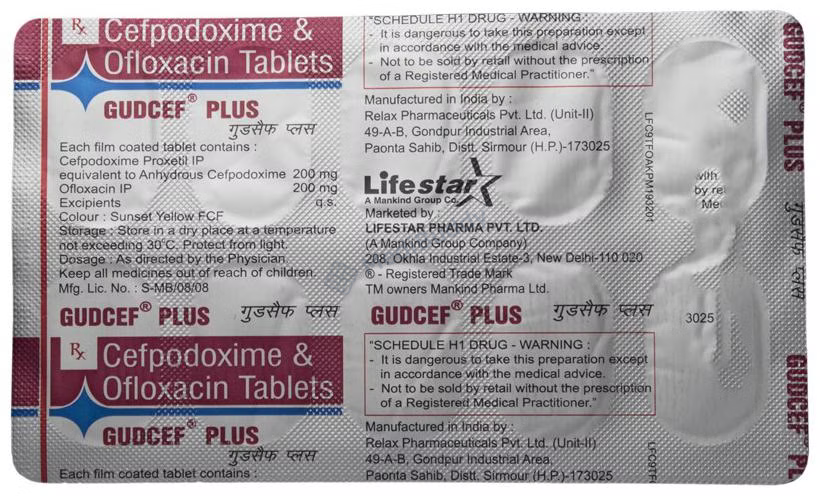 Rx Cefpodoxime &
Ofloxacin Tablets
GUDCEF® PLUS
गुडसैफ प्लस
Each film coated tablet contains :
Cefpodoxime Proxetil IP
equivalent to Anhydrous Cefpodoxime 200 mg
Ofloxacin IP 200 mg
Excipients q.s.
Colour : Sunset Yellow FCF
Storage : Store in a dry place at a temperature
not exceeding 30°C. Protect from light.
Dosage : As directed by the Physician.
Keep all medicines out of reach of children.
Mfg. Lic. No. : S-MB/08/08
GUDCEF® PLUS गुडसैफ प्लस
Rx Cefpodoxime &
Ofloxacin Tablets
GUDCEF® PLUS
गुडसैफ प्लस
Each film coated tablet contains :
"SCHEDULE H1 DRUG - WARNING :
- It is dangerous to take this preparation except
in accordance with the medical advice.
- Not to be sold by retail without the prescription
of a Registered Medical Practitioner."
Manufactured in India by :
Relax Pharmaceuticals Pvt. Ltd. (Unit-II)
49-A-B, Gondpur Industrial Area,
Paonta Sahib, Distt. Sirmour (H.P.)-173025
Lifestar
A Mankind Group Co.
Marketed by :
LIFESTAR PHARMA PVT. LTD.
(A Mankind Group Company)
208, Okhla Industrial Estate-3, New Delhi-110 020
® - Registered Trade Mark
TM owners Mankind Pharma Ltd.
GUDCEF® PLUS गुडसैफ प्लस
"SCHEDULE H1 DRUG - WARNING :
- It is dangerous to take this preparation except
in accordance with the medical advice.
- Not to be sold by retail without the prescription
of a Registered Medical Practitioner."
Manufactured in India by :
Relax Pharmaceuticals Pvt. Ltd. (Unit-II)
49-A-B, Gondpur Industrial Area,
Paonta Sahib, Distt. Sirmour (H.P.)-173025
with
by re
Me
3025
GUDCEF® PLUS गुडसैफ प्लस
GUDCEF® PL